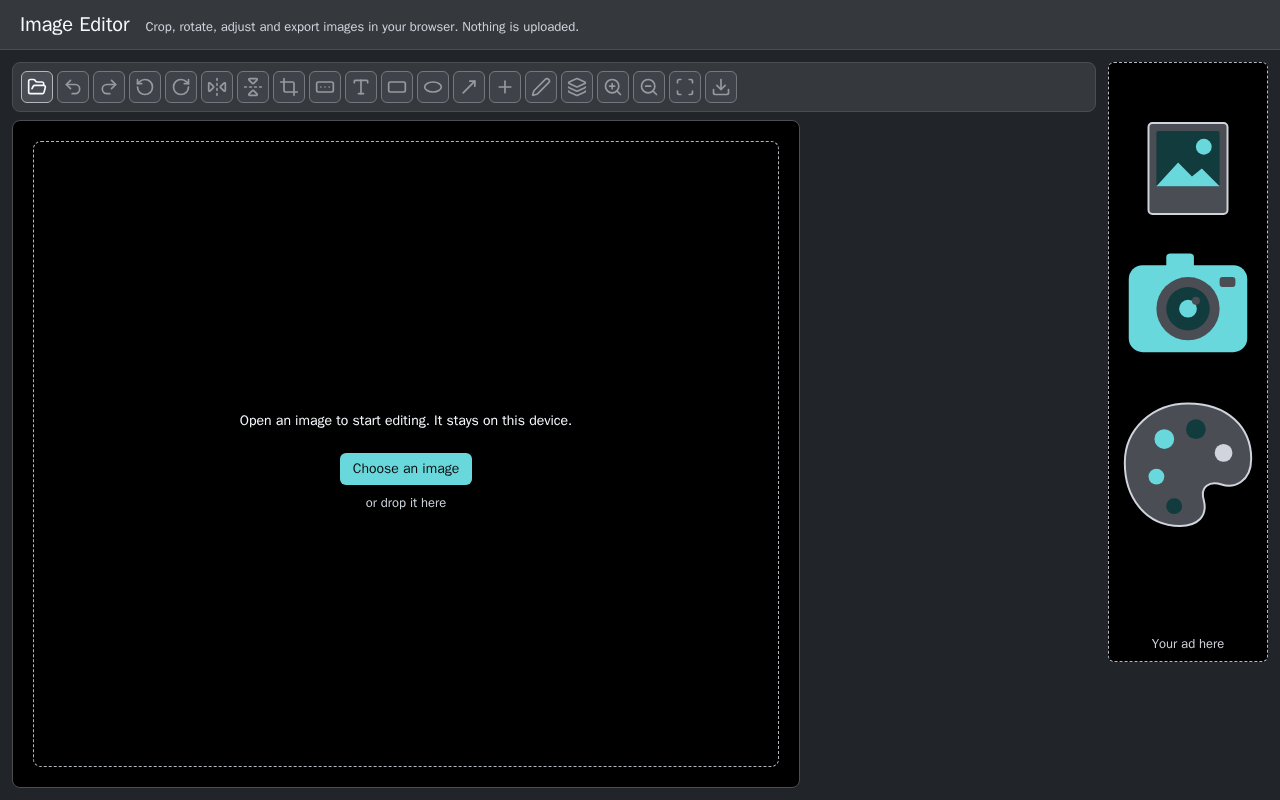 Image Editor
Crop, rotate, adjust and export images in your browser. Nothing is uploaded.
Open an image to start editing. It stays on this device.
Choose an image
or drop it here
Your ad here